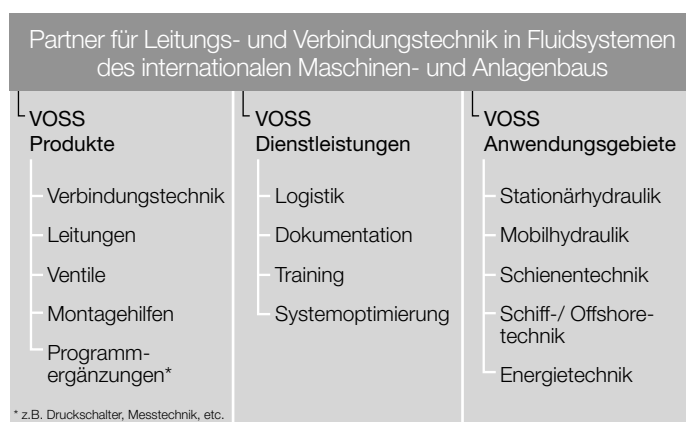 Partner für Leitungs- und Verbindungstechnik in Fluidsystemen
des internationalen Maschinen- und Anlagenbaus
VOSS
Produkte
Verbindungstechnik
Leitungen
Ventile
Montagehilfen
Programm-
ergänzungen*
* z.B. Druckschalter, Messtechnik, etc.
VOSS
Dienstleistungen
Logistik
Dokumentation
Training
Systemoptimierung
VOSS
Anwendungsgebiete
Stationärhydraulik
Mobilhydraulik
Schienentechnik
Schiff-/ Offshore-
technik
Energietechnik